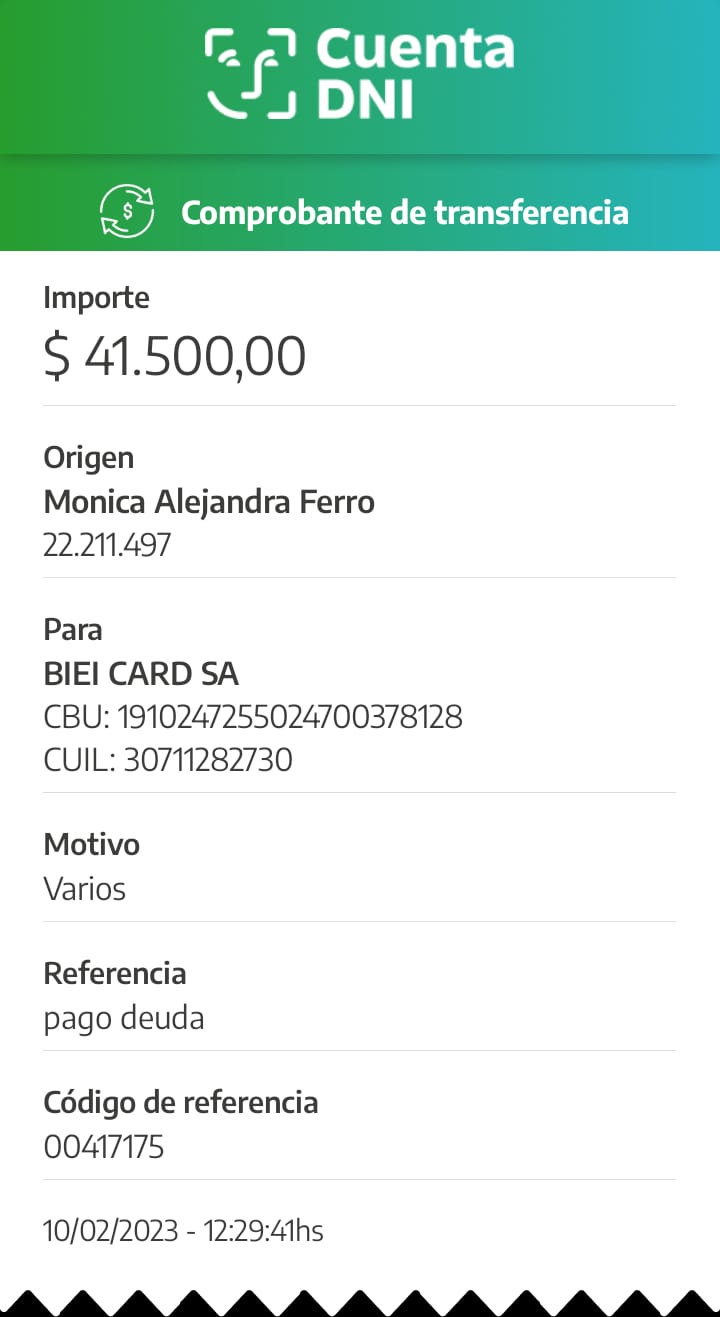 Cuenta
DNI
Comprobante de transferencia
Importe
$ 41.500,00
Origen
Monica Alejandra Ferro
22.211.497
Para
BIEI CARD SA
CBU: 1910247255024700378128
CUIL: 30711282730
Motivo
Varios
Referencia
pago deuda
Código de referencia
00417175
10/02/2023 - 12:29:41hs